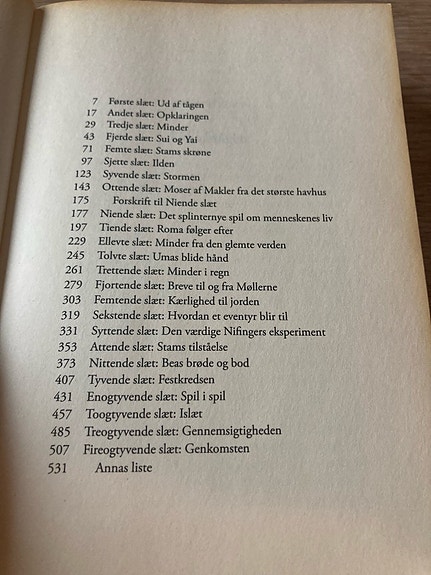 7 Første slæt: Ud af tågen
17 Andet slæt: Opklaringen
29 Tredje slæt: Minder
43 Fjerde slæt: Sui og Yai
71 Femte slæt: Stams skrøne
97 Sjette slæt: Ilden
123 Syvende slæt: Stormen
143 Ottende slæt: Moser af Makler fra det største havhus
175 Forskrift til Niende slæt
177 Niende slæt: Det splinternye spil om menneskenes liv
197 Tiende slæt: Roma følger efter
229 Ellevte slæt: Minder fra den glemte verden
245 Tolvte slæt: Umas blide hånd
261 Trettende slæt: Minder i regn
279 Fjortende slæt: Breve til og fra Møllerne
303 Femtende slæt: Kærlighed til jorden
319 Sekstende slæt: Hvordan et eventyr blir til
331 Syttende slæt: Den værdige Nifingers eksperiment
353 Attende slæt: Stams tilståelse
373 Nittende slæt: Beas brøde og bod
407 Tyvende slæt: Festkredsen
431 Enogtyvende slæt: Spil i spil
457 Toogtyvende slæt: Islæt
485 Treogtyvende slæt: Gennemsigtigheden
507 Fireogtyvende slæt: Genkomsten
531 Annas liste